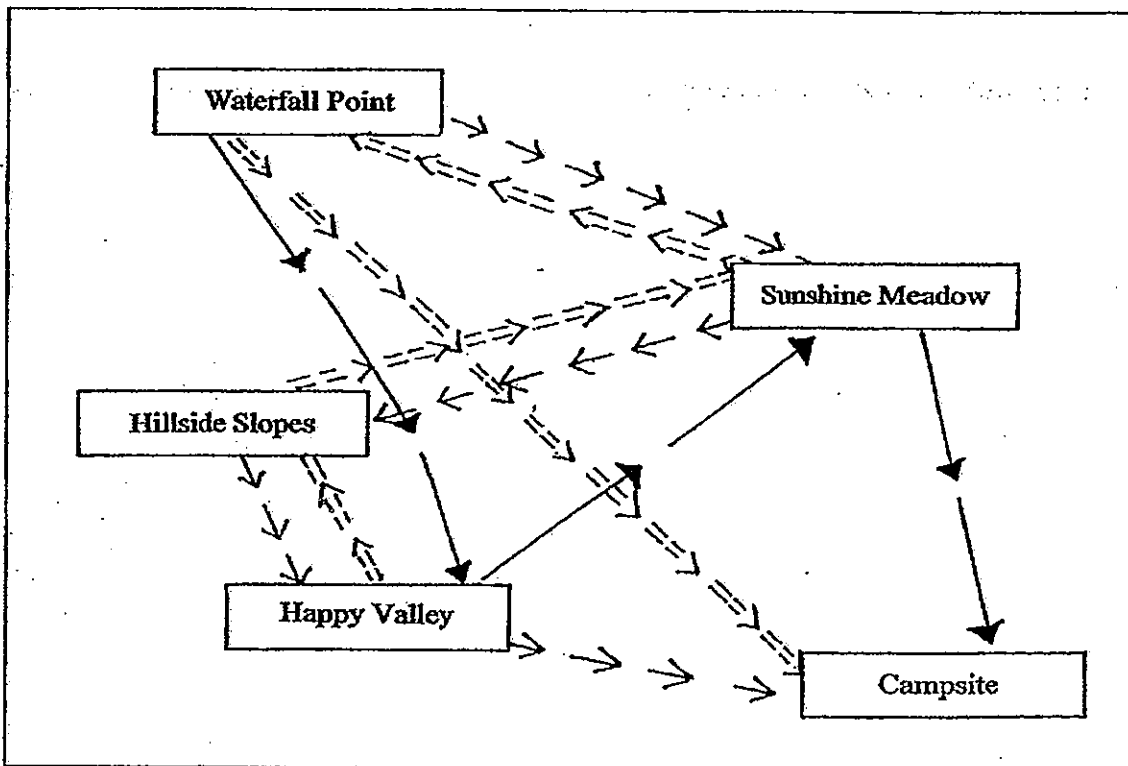 Waterfall Point
Sunshine Meadow
Hillside Slopes
Happy Valley
Campsite